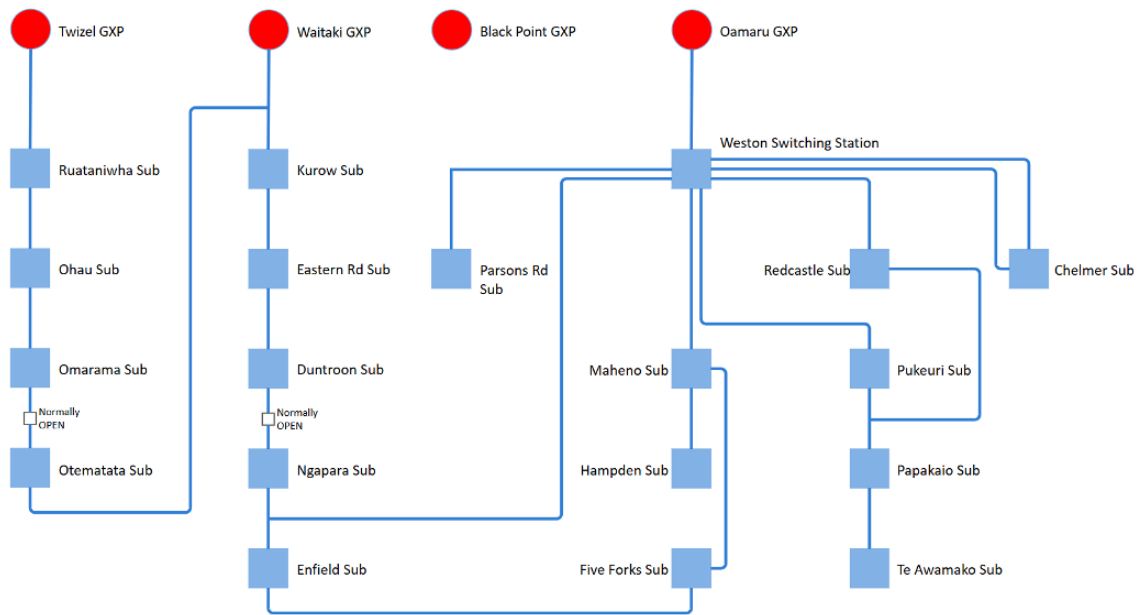 Twizel GXP
Waitaki GXP
Black Point GXP
Oamaru GXP
Weston Switching Station
Ruataniwha Sub
Kurow Sub
Ohau Sub
Eastern Rd Sub
Parsons Rd
Sub
Redcastle Sub
Chelmer Sub
Omarama Sub
Duntroon Sub
Maheno Sub
Pukeuri Sub
Normally
OPEN
Normally
OPEN
Otematata Sub
Ngapara Sub
Hampden Sub
Papakaio Sub
Enfield Sub
Five Forks Sub
Te Awamako Sub